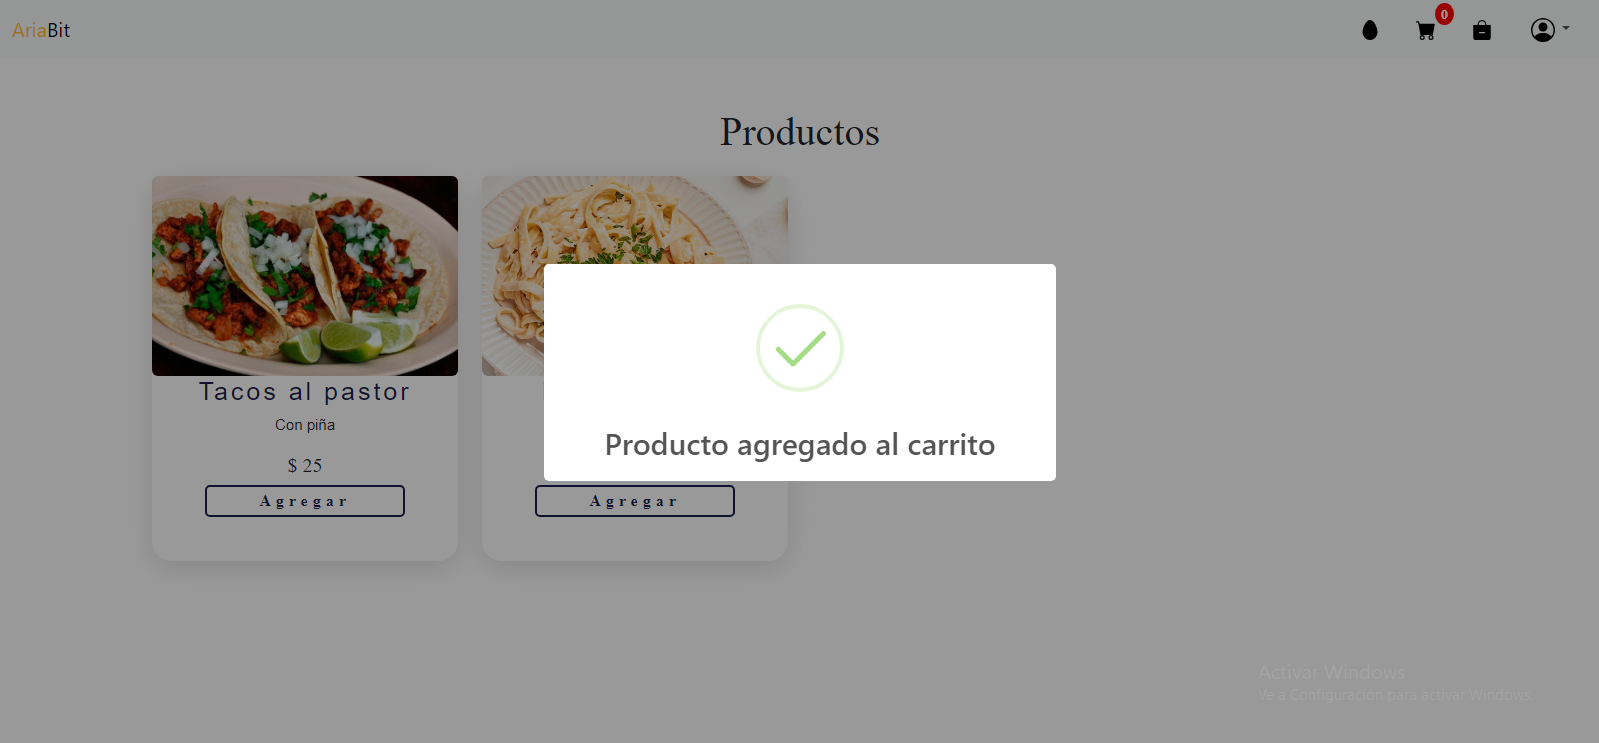 AriaBit
0
Productos
Producto agregado al carrito
Tacos al pastor
Con piña
$ 25
Agregar
Agregar
Activar Windows
Ve a Configuración para activar Windows.